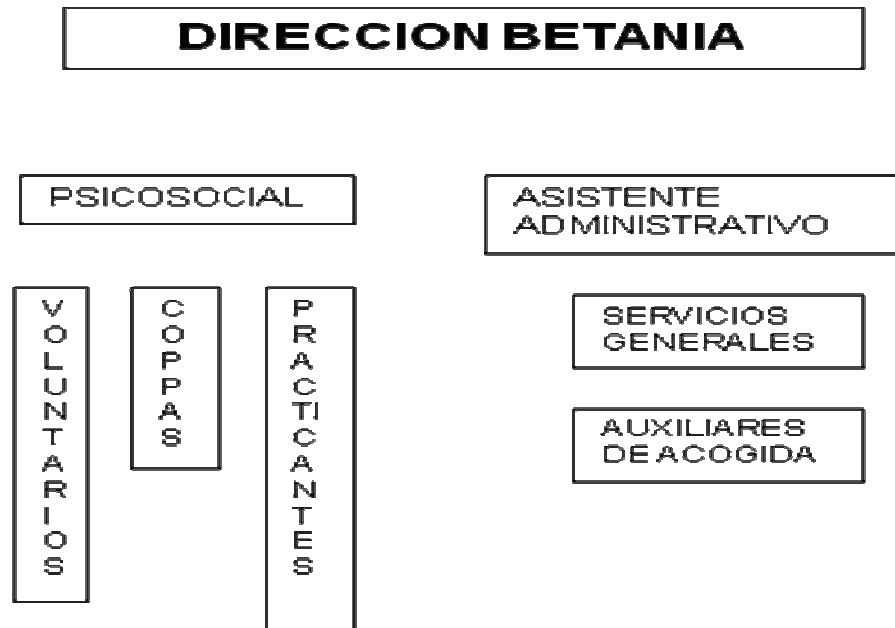 DIRECCION BETANIA
PSICOSOCIAL
ASISTENTE
ADMINISTRATIVO
VOLUNTARIOS
COPPAS
PRACTICANTES
SERVICIOS
GENERALES
AUXILIARES
DE ACOGIDA